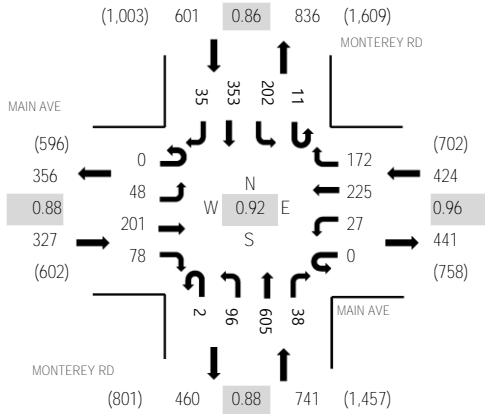 (1,003) 601 0.86 836 (1,609)
MONTEREY RD
35 353 202 11
MAIN AVE
(596) (702)
0 172
356 424
48 N 225
0.88 W 0.92 E 0.96
201 27
327 S 441
78 0
(602) (758)
2 96 605 38
MAIN AVE
MONTEREY RD
(801) 460 0.88 741 (1,457)